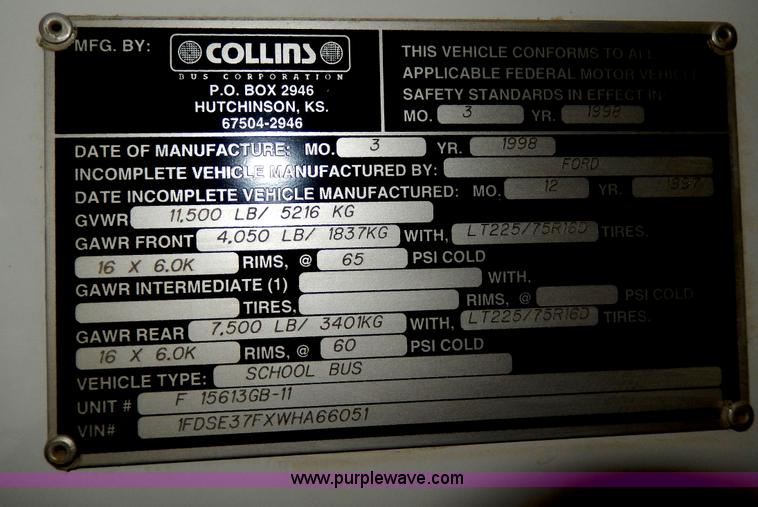 MFG. BY: COLLINS
BUS CORPORATION
P.O. BOX 2946
HUTCHINSON, KS.
67504-2946
THIS VEHICLE CONFORMS TO ALL
APPLICABLE FEDERAL MOTOR VEHICLE
SAFETY STANDARDS IN EFFECT IN
MO. 3 YR. 1998
DATE OF MANUFACTURE: MO. 3 YR. 1998
INCOMPLETE VEHICLE MANUFACTURED BY: FORD
DATE INCOMPLETE VEHICLE MANUFACTURED: MO. 12 YR. 1997
GVWR 11,500 LB/ 5216 KG
GAWR FRONT 4,050 LB/ 1837KG WITH, LT225/75R16D TIRES.
16 X 6.0K RIMS, @ 65 PSI COLD
GAWR INTERMEDIATE (1) WITH,
TIRES, RIMS, @ PSI COLD
GAWR REAR 7,500 LB/ 3401KG WITH, LT225/75R16D TIRES.
16 X 6.0K RIMS, @ 60 PSI COLD
VEHICLE TYPE: SCHOOL BUS
UNIT # F 15613GB-11
VIN# 1FDSE37FXWHA66051
www.purplewave.com